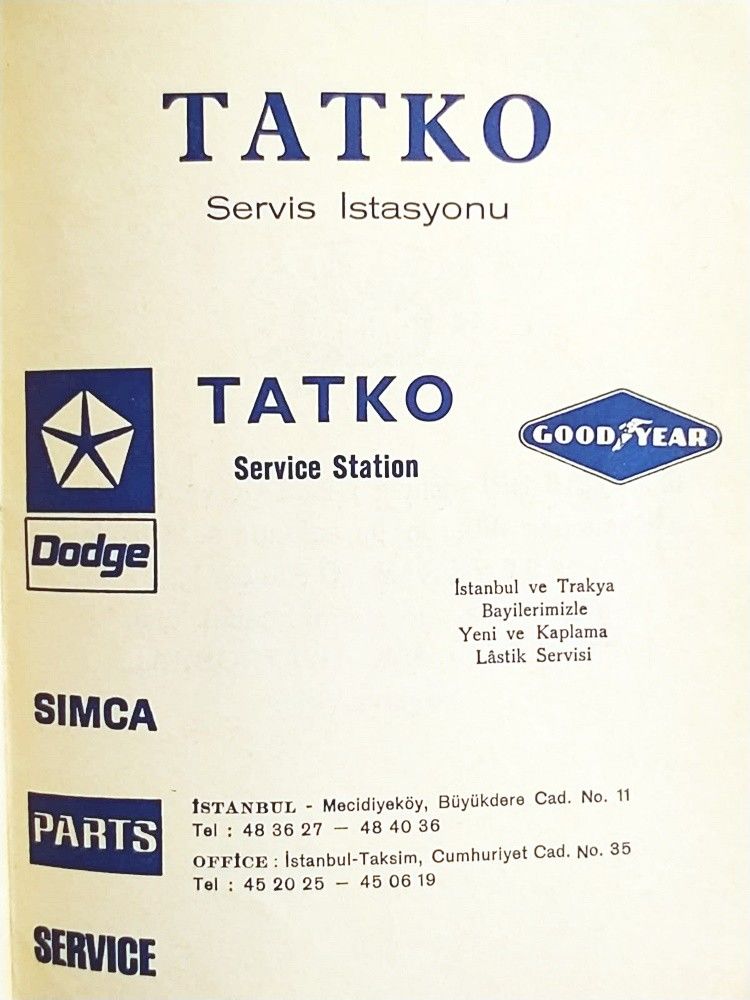 TATKO
Servis İstasyonu
TATKO
Service Station
GOOD YEAR
Dodge
İstanbul ve Trakya
Bayilerimizle
Yeni ve Kaplama
Lâstik Servisi
SIMCA
PARTS
İSTANBUL - Mecidiyeköy, Büyükdere Cad. No. 11
Tel : 48 36 27 — 48 40 36
OFFİCE : İstanbul-Taksim, Cumhuriyet Cad. No. 35
Tel : 45 20 25 — 45 06 19
SERVICE